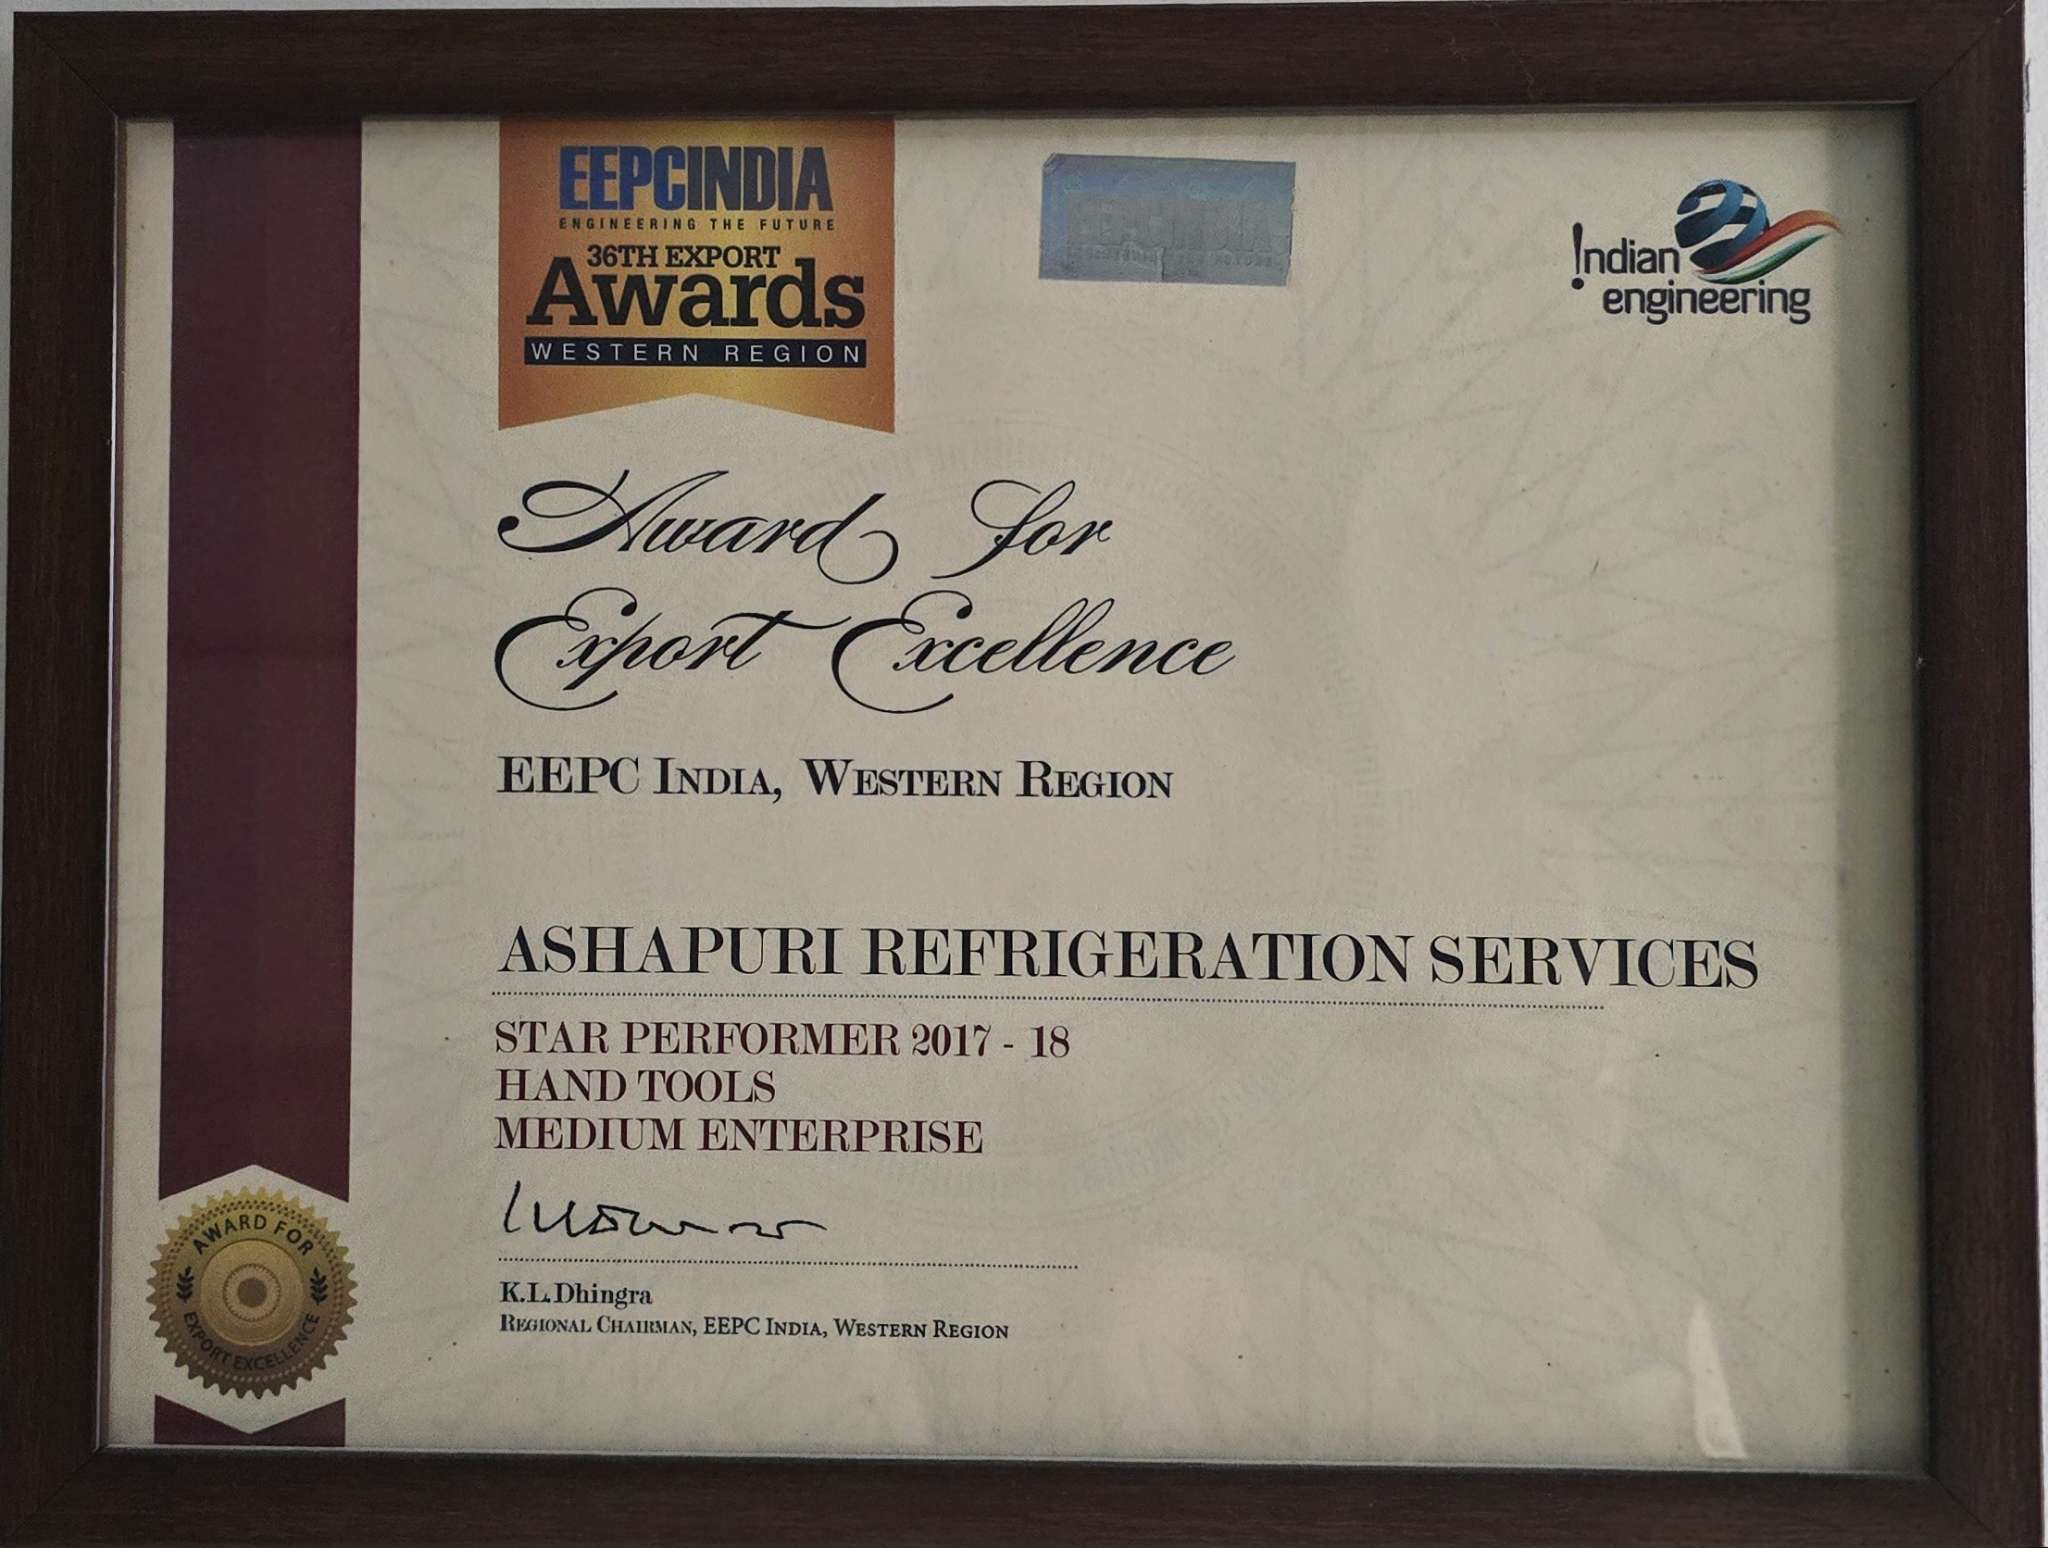 EEPCINDIA
ENGINEERING THE FUTURE
36TH EXPORT
Awards
WESTERN REGION
Indian
engineering
Award for
Export Excellence
EEPC INDIA, WESTERN REGION
ASHAPURI REFRIGERATION SERVICES
STAR PERFORMER 2017 - 18
HAND TOOLS
MEDIUM ENTERPRISE
K.L.Dhingra
REGIONAL CHAIRMAN, EEPC INDIA, WESTERN REGION
AWARD FOR
EXPORT EXCELLENCE